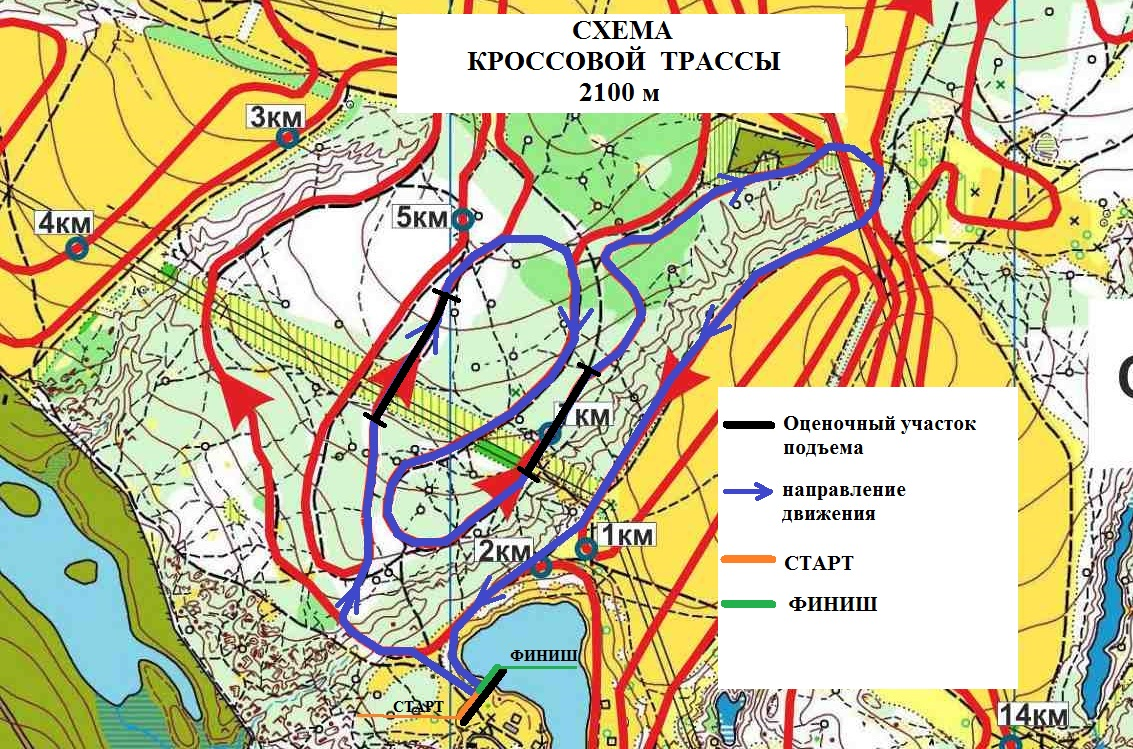 СХЕМА
КРОССОВОЙ ТРАССЫ
2100 м
3км
4км
5км
7км
1км
2км
Оценочный участок
подъема
направление
движения
СТАРТ
ФИНИШ
ФИНИШ
СТАРТ
14км